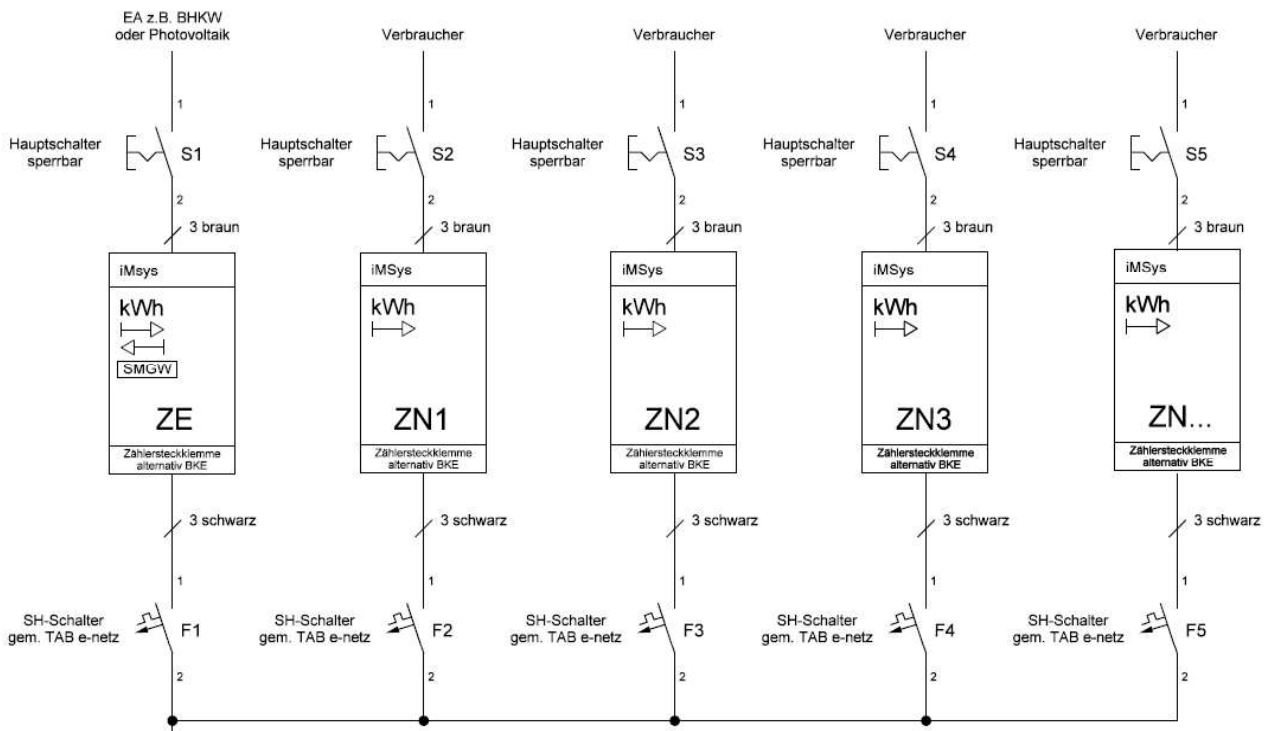 EA z.B. BHKW
oder Photovoltaik
Verbraucher
Verbraucher
Verbraucher
Verbraucher
1
1
1
1
1
Hauptschalter
sperrbar
S1
Hauptschalter
sperrbar
S2
Hauptschalter
sperrbar
S3
Hauptschalter
sperrbar
S4
Hauptschalter
sperrbar
S5
2
2
2
2
2
3 braun
3 braun
3 braun
3 braun
3 braun
iMsys
kWh
SMGW
ZE
Zählersteckklemme
alternativ BKE
iMSys
kWh
ZN1
Zählersteckklemme
alternativ BKE
iMSys
kWh
ZN2
Zählersteckklemme
alternativ BKE
iMSys
kWh
ZN3
Zählersteckklemme
alternativ BKE
iMSys
kWh
ZN...
Zählersteckklemme
alternativ BKE
3 schwarz
3 schwarz
3 schwarz
3 schwarz
3 schwarz
1
1
1
1
1
SH-Schalter
gem. TAB e-netz
F1
SH-Schalter
gem. TAB e-netz
F2
SH-Schalter
gem. TAB e-netz
F3
SH-Schalter
gem. TAB e-netz
F4
SH-Schalter
gem. TAB e-netz
F5
2
2
2
2
2